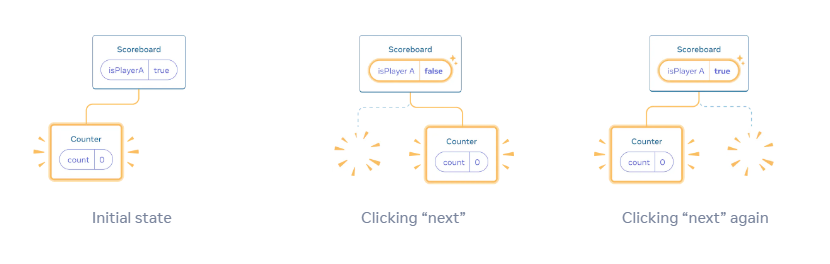 Scoreboard
isPlayerA true
Counter
count 0
Initial state
Scoreboard
isPlayer A false
Counter
count 0
Clicking “next”
Scoreboard
isPlayer A true
Counter
count 0
Clicking “next” again